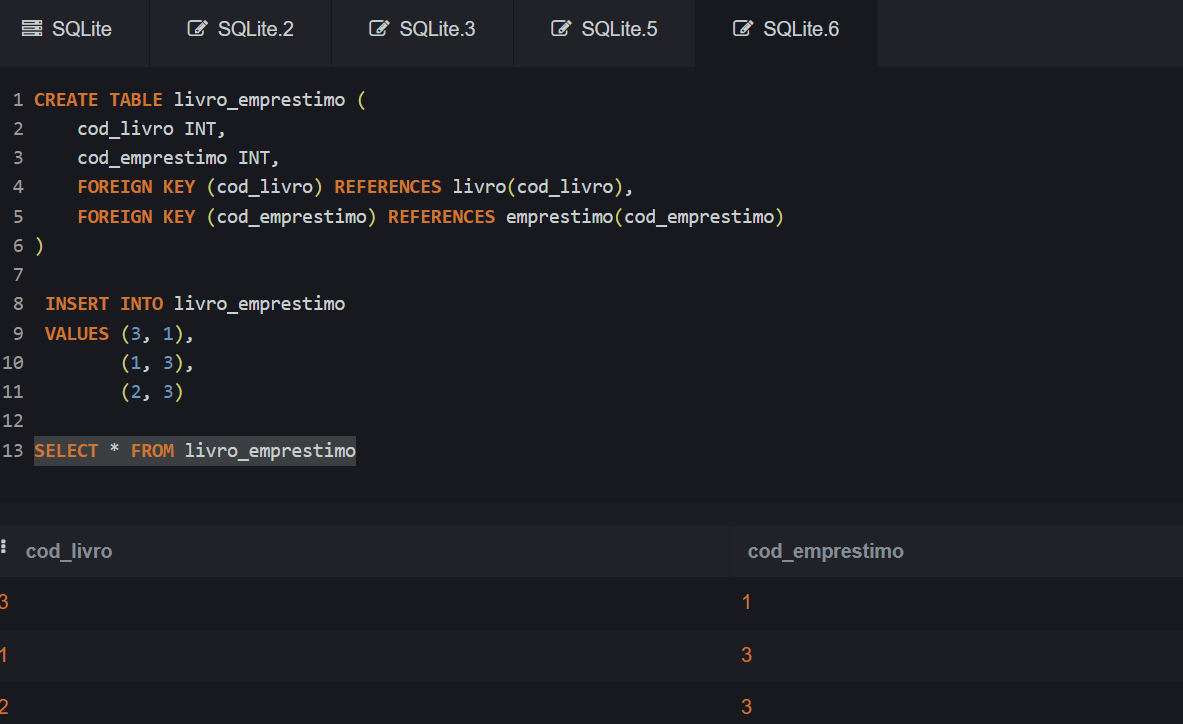 SQLite SQLite.2 SQLite.3 SQLite.5 SQLite.6
1 CREATE TABLE livro_emprestimo (
2 cod_livro INT,
3 cod_emprestimo INT,
4 FOREIGN KEY (cod_livro) REFERENCES livro(cod_livro),
5 FOREIGN KEY (cod_emprestimo) REFERENCES emprestimo(cod_emprestimo)
6 )
7
8 INSERT INTO livro_emprestimo
9 VALUES (3, 1),
10 (1, 3),
11 (2, 3)
12
13 SELECT * FROM livro_emprestimo
cod_livro cod_emprestimo
3 1
1 3
2 3